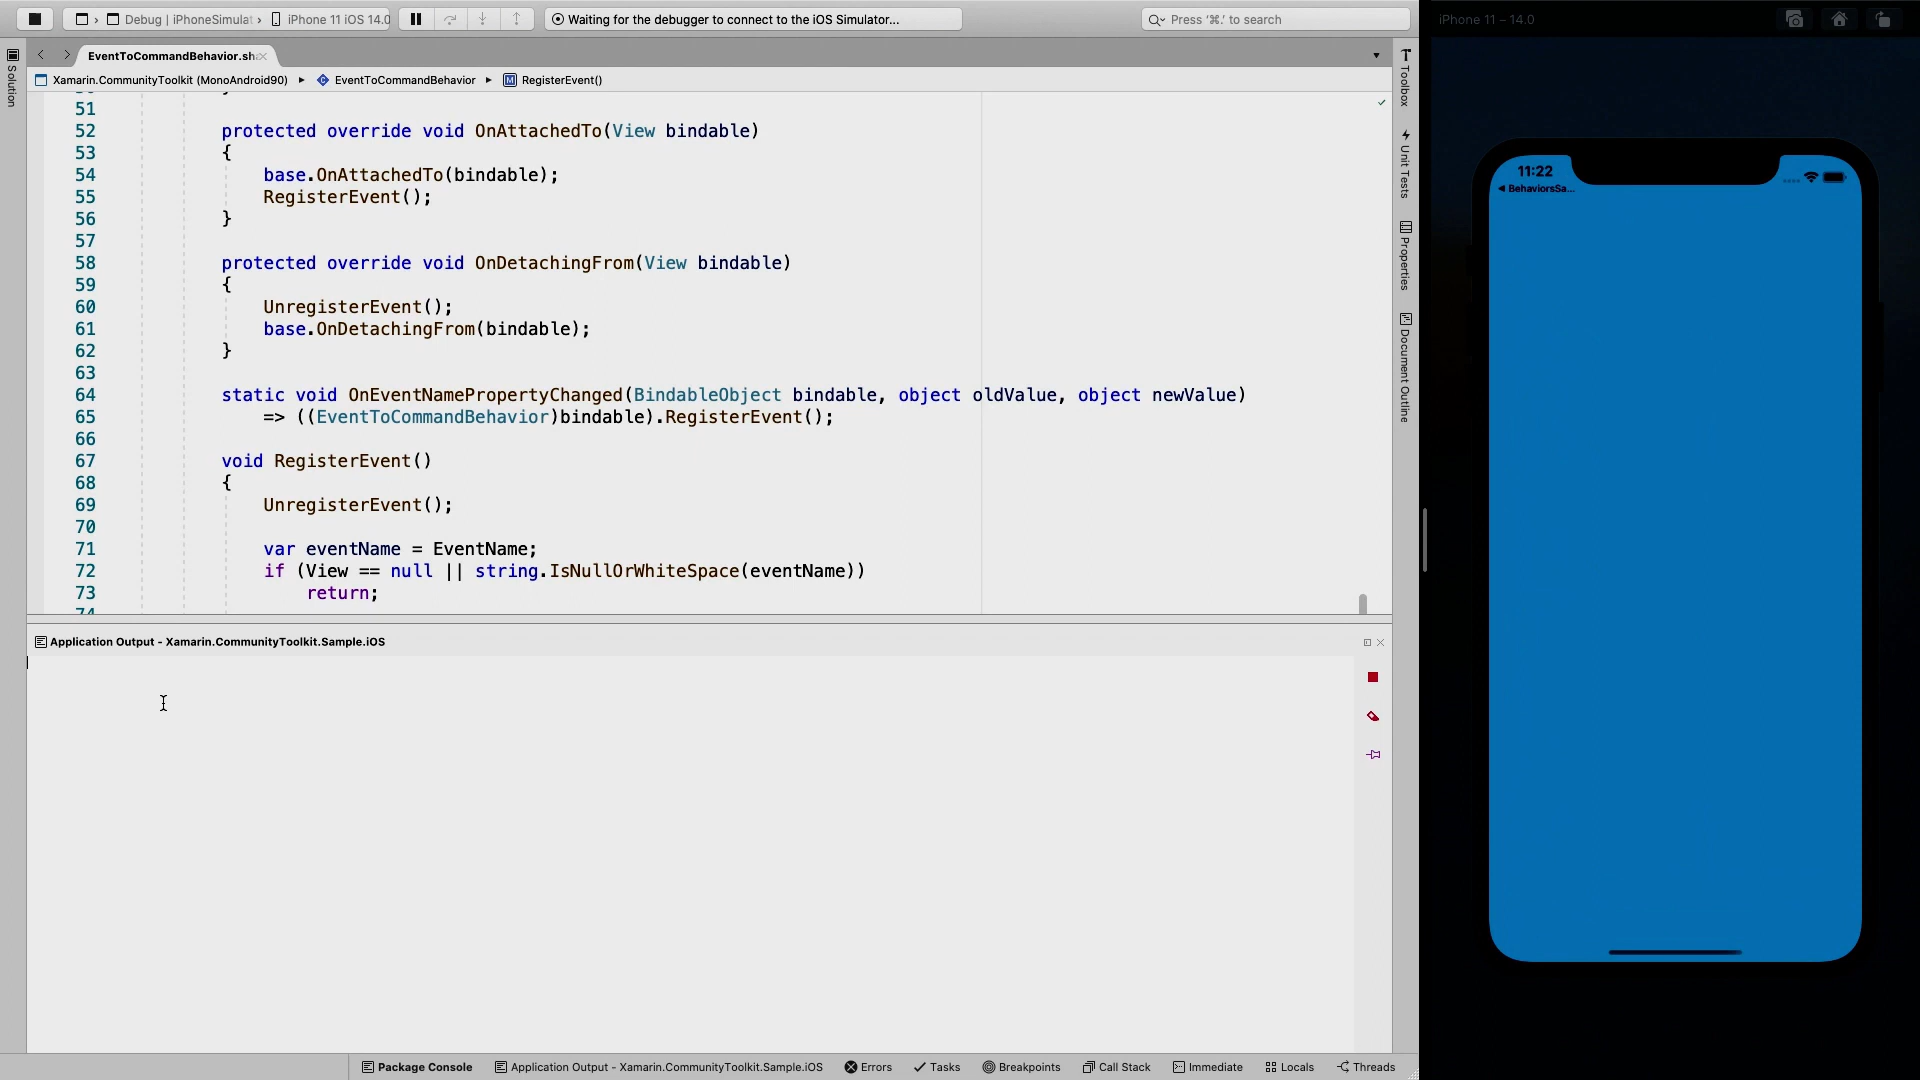 Debug | iPhoneSimulat
iPhone 11 iOS 14.0
Waiting for the debugger to connect to the iOS Simulator...
Press ‘⌘.’ to search
iPhone 11 – 14.0
Solution
EventToCommandBehavior.sh
Xamarin.CommunityToolkit (MonoAndroid90)
EventToCommandBehavior
RegisterEvent()
51
52 protected override void OnAttachedTo(View bindable)
53 {
54 base.OnAttachedTo(bindable);
55 RegisterEvent();
56 }
57
58 protected override void OnDetachingFrom(View bindable)
59 {
60 UnregisterEvent();
61 base.OnDetachingFrom(bindable);
62 }
63
64 static void OnEventNamePropertyChanged(BindableObject bindable, object oldValue, object newValue)
65 => ((EventToCommandBehavior)bindable).RegisterEvent();
66
67 void RegisterEvent()
68 {
69 UnregisterEvent();
70
71 var eventName = EventName;
72 if (View == null || string.IsNullOrWhiteSpace(eventName))
73 return;
74
Toolbox
Unit Tests
Properties
Document Outline
11:22
BehaviorsSa...
Application Output - Xamarin.CommunityToolkit.Sample.iOS
Package Console
Application Output - Xamarin.CommunityToolkit.Sample.iOS
Errors
Tasks
Breakpoints
Call Stack
Immediate
Locals
Threads